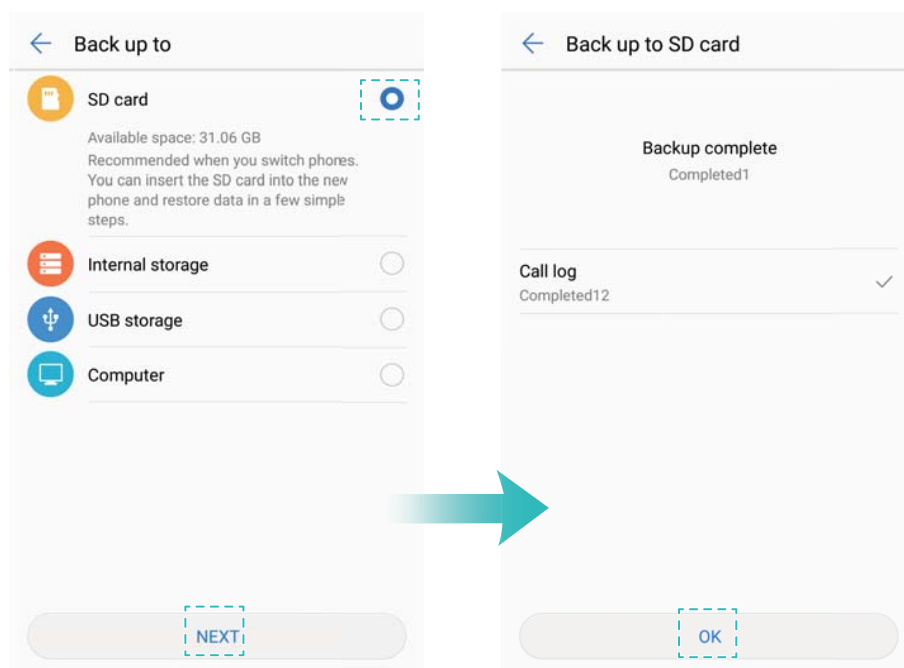 Back up to
SD card
Available space: 31.06 GB
Recommended when you switch phones.
You can insert the SD card into the new
phone and restore data in a few simple
steps.
Internal storage
USB storage
Computer
NEXT
Back up to SD card
Backup complete
Completed1
Call log
Completed12
OK